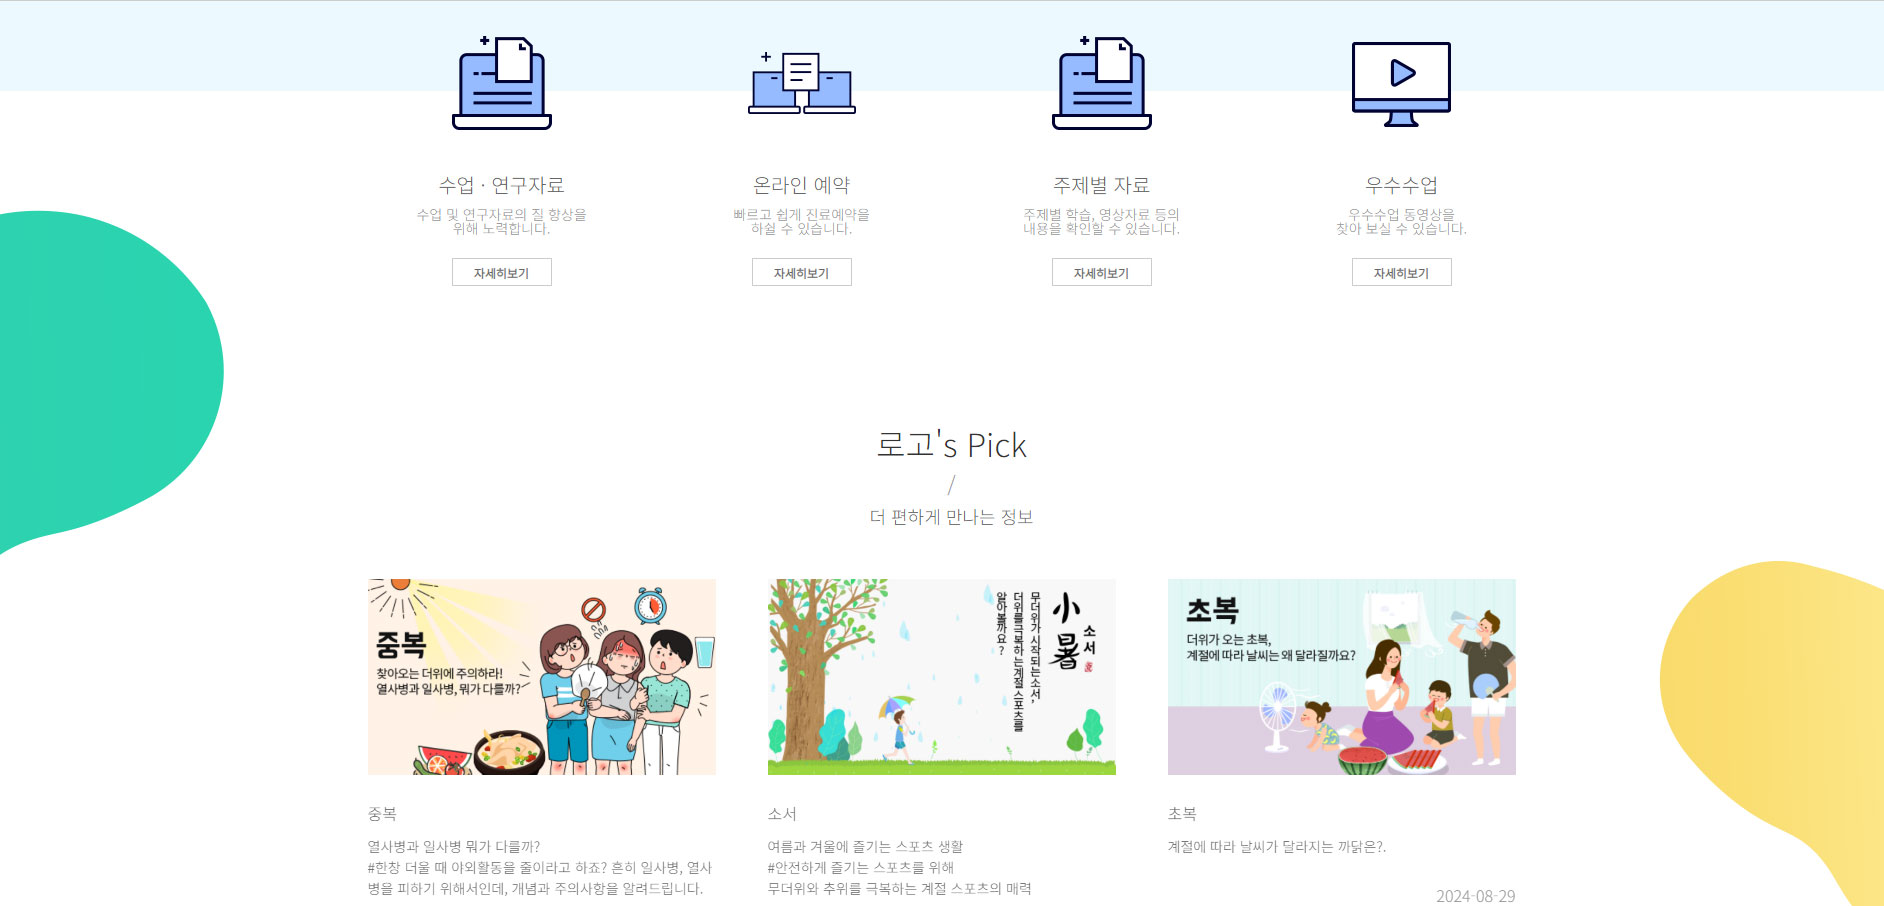 수업 · 연구자료
수업 및 연구자료의 질 향상을
위해 노력합니다.
자세히보기
온라인 예약
빠르고 쉽게 진료예약을
하실 수 있습니다.
자세히보기
주제별 자료
주제별 학습, 영상자료 등의
내용을 확인할 수 있습니다.
자세히보기
우수수업
우수수업 동영상을
찾아 보실 수 있습니다.
자세히보기
로고's Pick
/
더 편하게 만나는 정보
중복
찾아오는 더위에 주의하라!
열사병과 일사병, 뭐가 다를까?
중복
열사병과 일사병 뭐가 다를까?
#한창 더울 때 야외활동을 줄이라고 하죠? 흔히 일사병, 열사
병을 피하기 위해서인데, 개념과 주의사항을 알려드립니다.
小暑
소서
무더위가 시작되는 소서,
더위를 극복하는 계절 스포츠를
알아볼까요?
소서
여름과 겨울에 즐기는 스포츠 생활
#안전하게 즐기는 스포츠를 위해
무더위와 추위를 극복하는 계절 스포츠의 매력
초복
더위가 오는 초복,
계절에 따라 날씨는 왜 달라질까요?
초복
계절에 따라 날씨가 달라지는 까닭은?.
2024-08-29